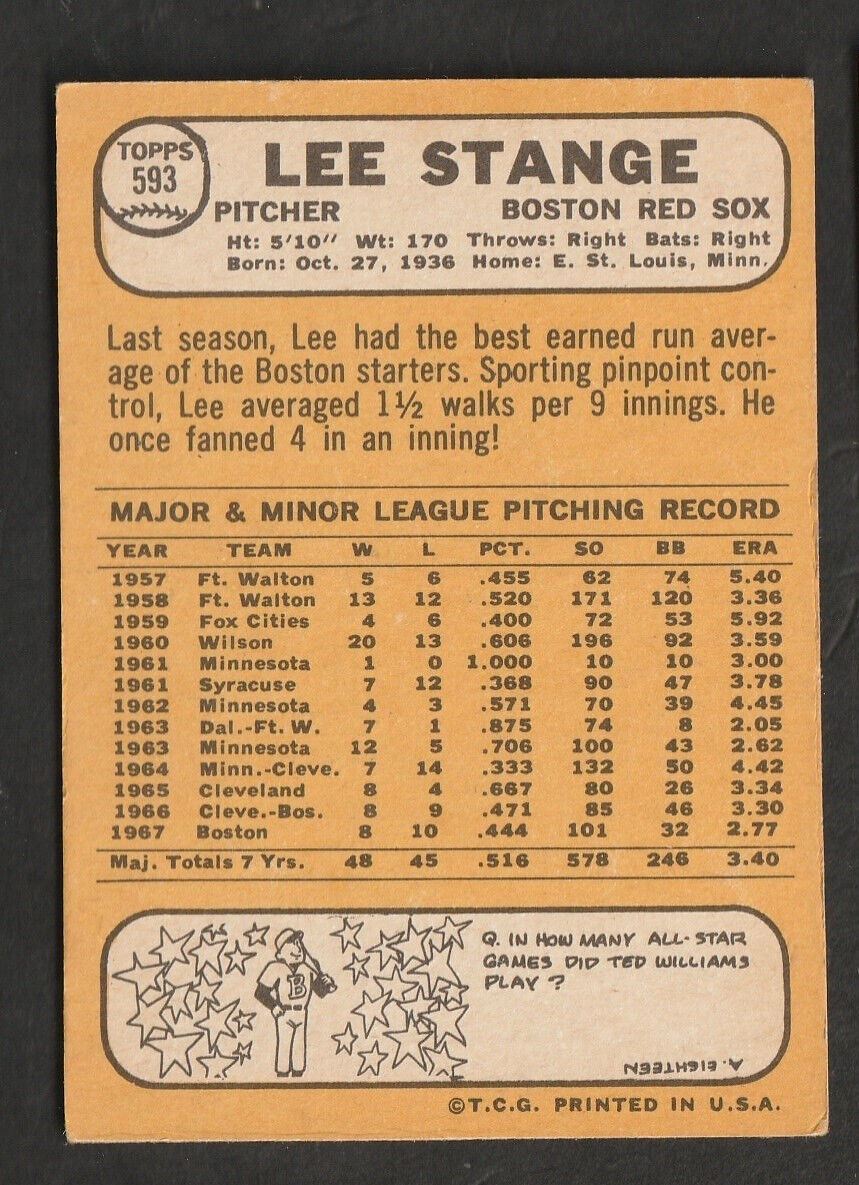 TOPPS
593
LEE STANGE
PITCHER BOSTON RED SOX
Ht: 5'10" Wt: 170 Throws: Right Bats: Right
Born: Oct. 27, 1936 Home: E. St. Louis, Minn.
Last season, Lee had the best earned run aver-
age of the Boston starters. Sporting pinpoint con-
trol, Lee averaged 1½ walks per 9 innings. He
once fanned 4 in an inning!
MAJOR & MINOR LEAGUE PITCHING RECORD
YEAR TEAM W L PCT. SO BB ERA
1957 Ft. Walton 5 6 .455 62 74 5.40
1958 Ft. Walton 13 12 .520 171 120 3.36
1959 Fox Cities 4 6 .400 72 53 5.92
1960 Wilson 20 13 .606 196 92 3.59
1961 Minnesota 1 0 1.000 10 10 3.00
1961 Syracuse 7 12 .368 90 47 3.78
1962 Minnesota 4 3 .571 70 39 4.45
1963 Dal.-Ft. W. 7 1 .875 74 8 2.05
1963 Minnesota 12 5 .706 100 43 2.62
1964 Minn.-Cleve. 7 14 .333 132 50 4.42
1965 Cleveland 8 4 .667 80 26 3.34
1966 Cleve.-Bos. 8 9 .471 85 46 3.30
1967 Boston 8 10 .444 101 32 2.77
Maj. Totals 7 Yrs. 48 45 .516 578 246 3.40
B
Q. IN HOW MANY ALL-STAR
GAMES DID TED WILLIAMS
PLAY?
A. EIGHTEEN
©T.C.G. PRINTED IN U.S.A.